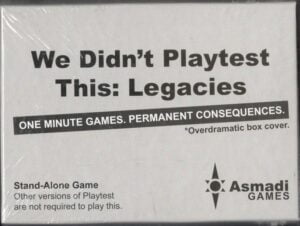 We Didn't Playtest
This: Legacies
ONE MINUTE GAMES. PERMANENT CONSEQUENCES.
*Overdramatic box cover.
Stand-Alone Game
Other versions of Playtest
are not required to play this.
Asmadi
GAMES